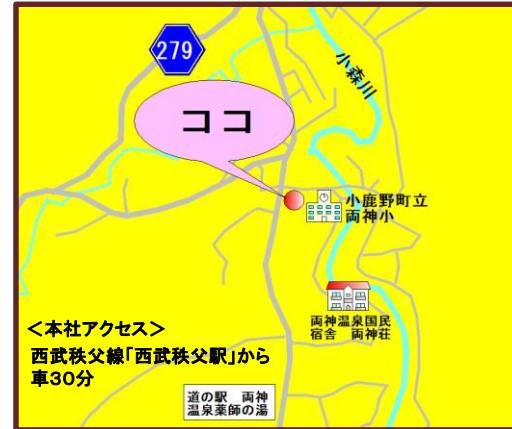 279
小森川
ココ
小鹿野町立
両神小
両神温泉国民
宿舎 両神荘
<本社アクセス>
西武秩父線「西武秩父駅」から
車30分
道の駅 両神
温泉薬師の湯